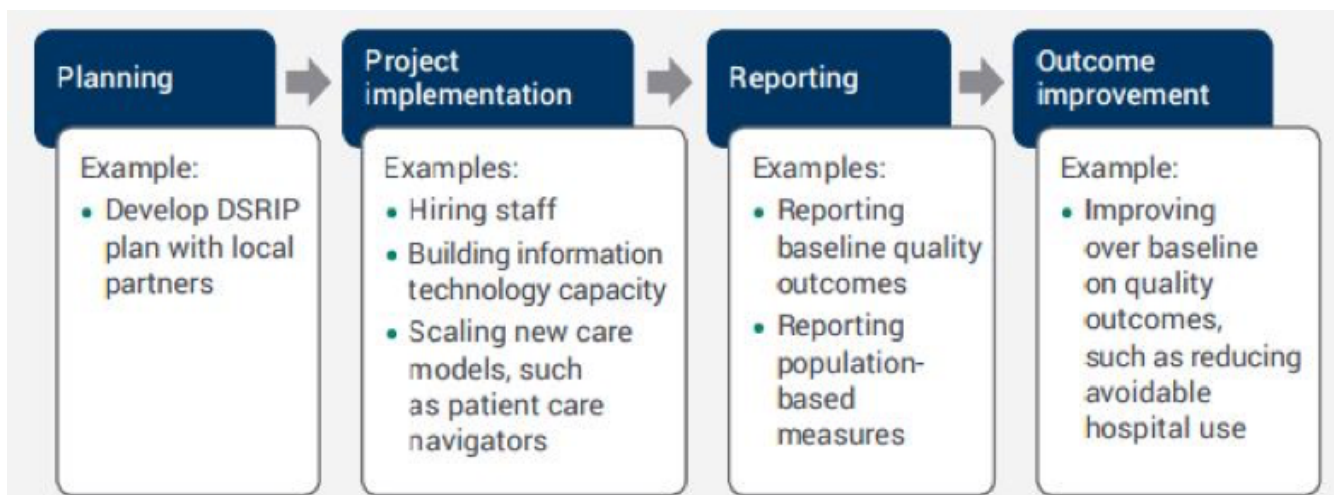 Planning
Example:
• Develop DSRIP
plan with local
partners
Project
implementation
Examples:
• Hiring staff
• Building information
technology capacity
• Scaling new care
models, such
as patient care
navigators
Reporting
Examples:
• Reporting
baseline quality
outcomes
• Reporting
population-
based
measures
Outcome
improvement
Example:
• Improving
over baseline
on quality
outcomes,
such as reducing
avoidable
hospital use